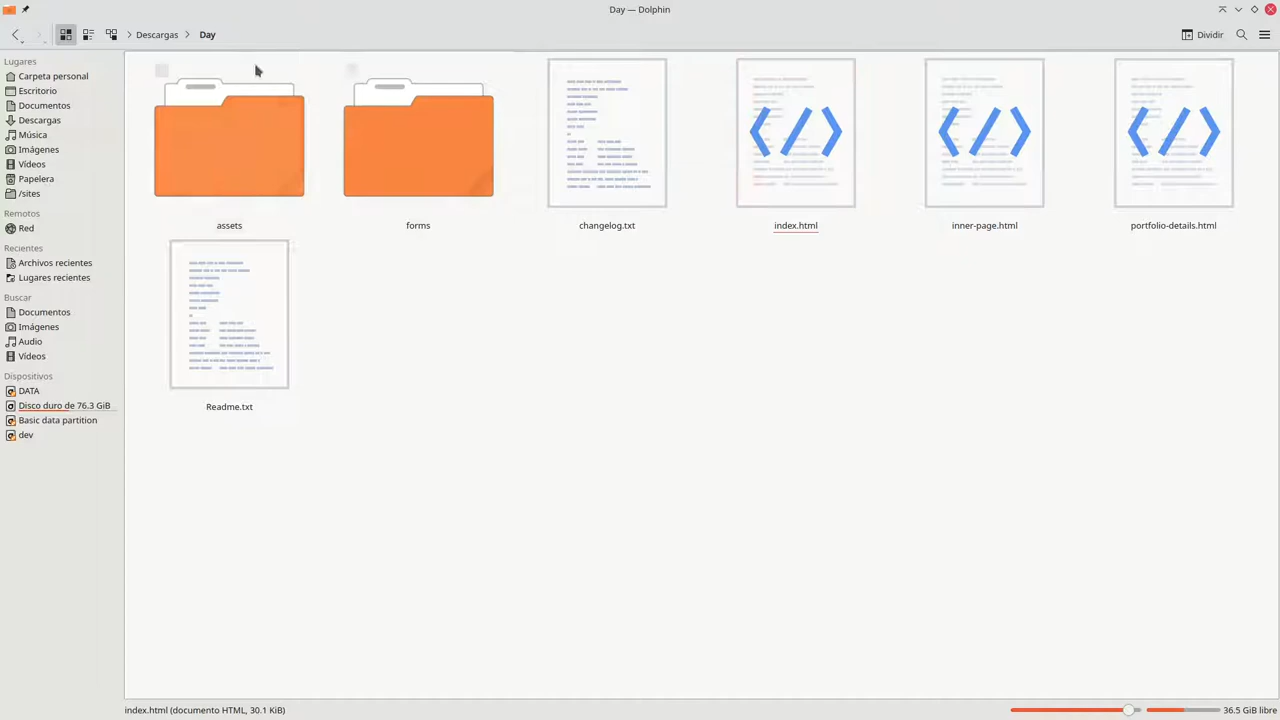 Day — Dolphin
Descargas
Day
Dividir
Lugares
Carpeta personal
Escritorio
Documentos
Descargas
Música
Imágenes
Vídeos
Papelera
Sites
Remotos
Red
Recientes
Archivos recientes
Lugares recientes
Buscar
Documentos
Imágenes
Audio
Vídeos
Dispositivos
DATA
Disco duro de 76.3 GiB
Basic data partition
dev
assets
forms
changelog.txt
index.html
inner-page.html
portfolio-details.html
Readme.txt
index.html (documento HTML, 30.1 KiB)
36.5 GiB libre